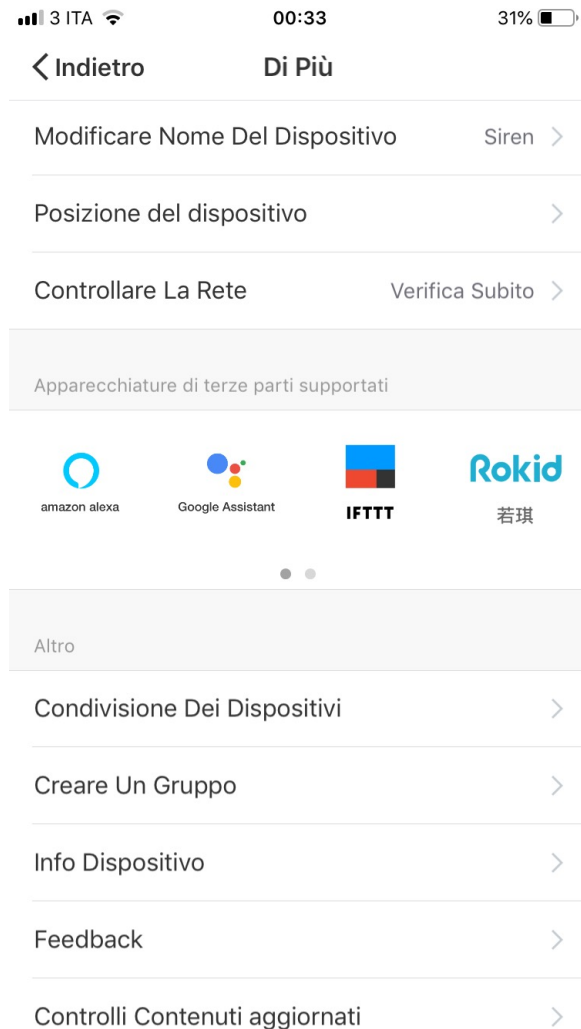 3 ITA 00:33 31%
Indietro Di Più
Modificare Nome Del Dispositivo Siren
Posizione del dispositivo
Controllare La Rete Verifica Subito
Apparecchiature di terze parti supportati
amazon alexa
Google Assistant
IFTTT
Rokid
若琪
Altro
Condivisione Dei Dispositivi
Creare Un Gruppo
Info Dispositivo
Feedback
Controlli Contenuti aggiornati